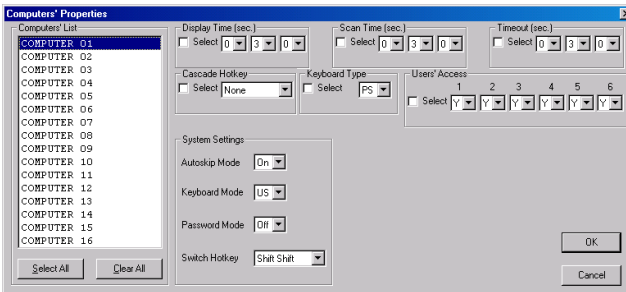 Computers' Properties
Computers' List
COMPUTER 01
COMPUTER 02
COMPUTER 03
COMPUTER 04
COMPUTER 05
COMPUTER 06
COMPUTER 07
COMPUTER 08
COMPUTER 09
COMPUTER 10
COMPUTER 11
COMPUTER 12
COMPUTER 13
COMPUTER 14
COMPUTER 15
COMPUTER 16
Select All Clear All
Display Time (sec.)
Select 0 3 0
Scan Time (sec.)
Select 0 3 0
Timeout (sec.)
Select 0 3 0
Cascade Hotkey
Select None
Keyboard Type
Select PS
Users' Access
1 2 3 4 5 6
Select Y Y Y Y Y Y
System Settings
Autoskip Mode On
Keyboard Mode US
Password Mode Off
Switch Hotkey Shift Shift
OK
Cancel